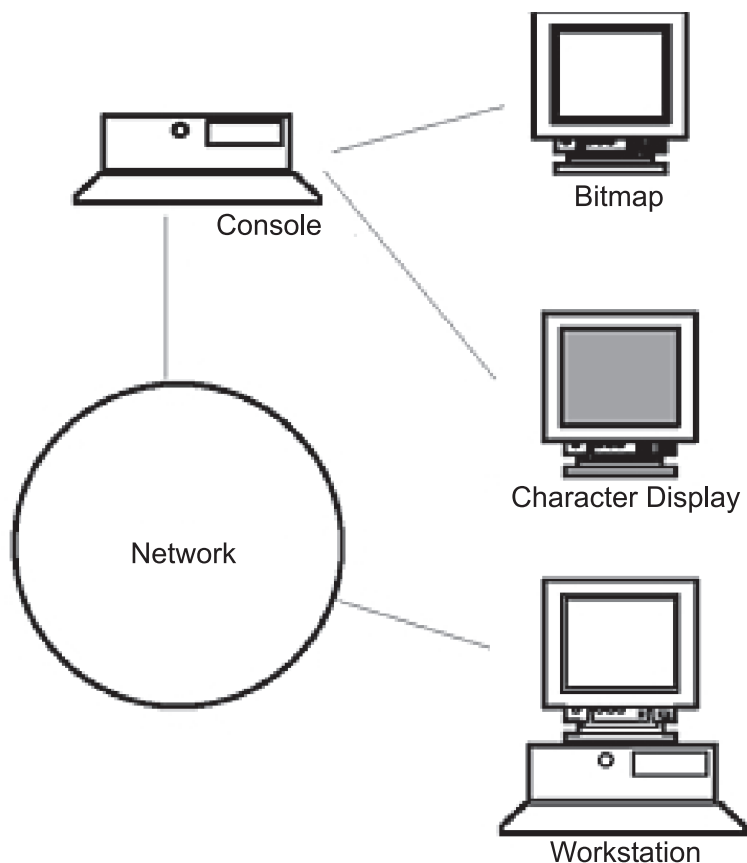 Bitmap
Console
Character Display
Network
Workstation